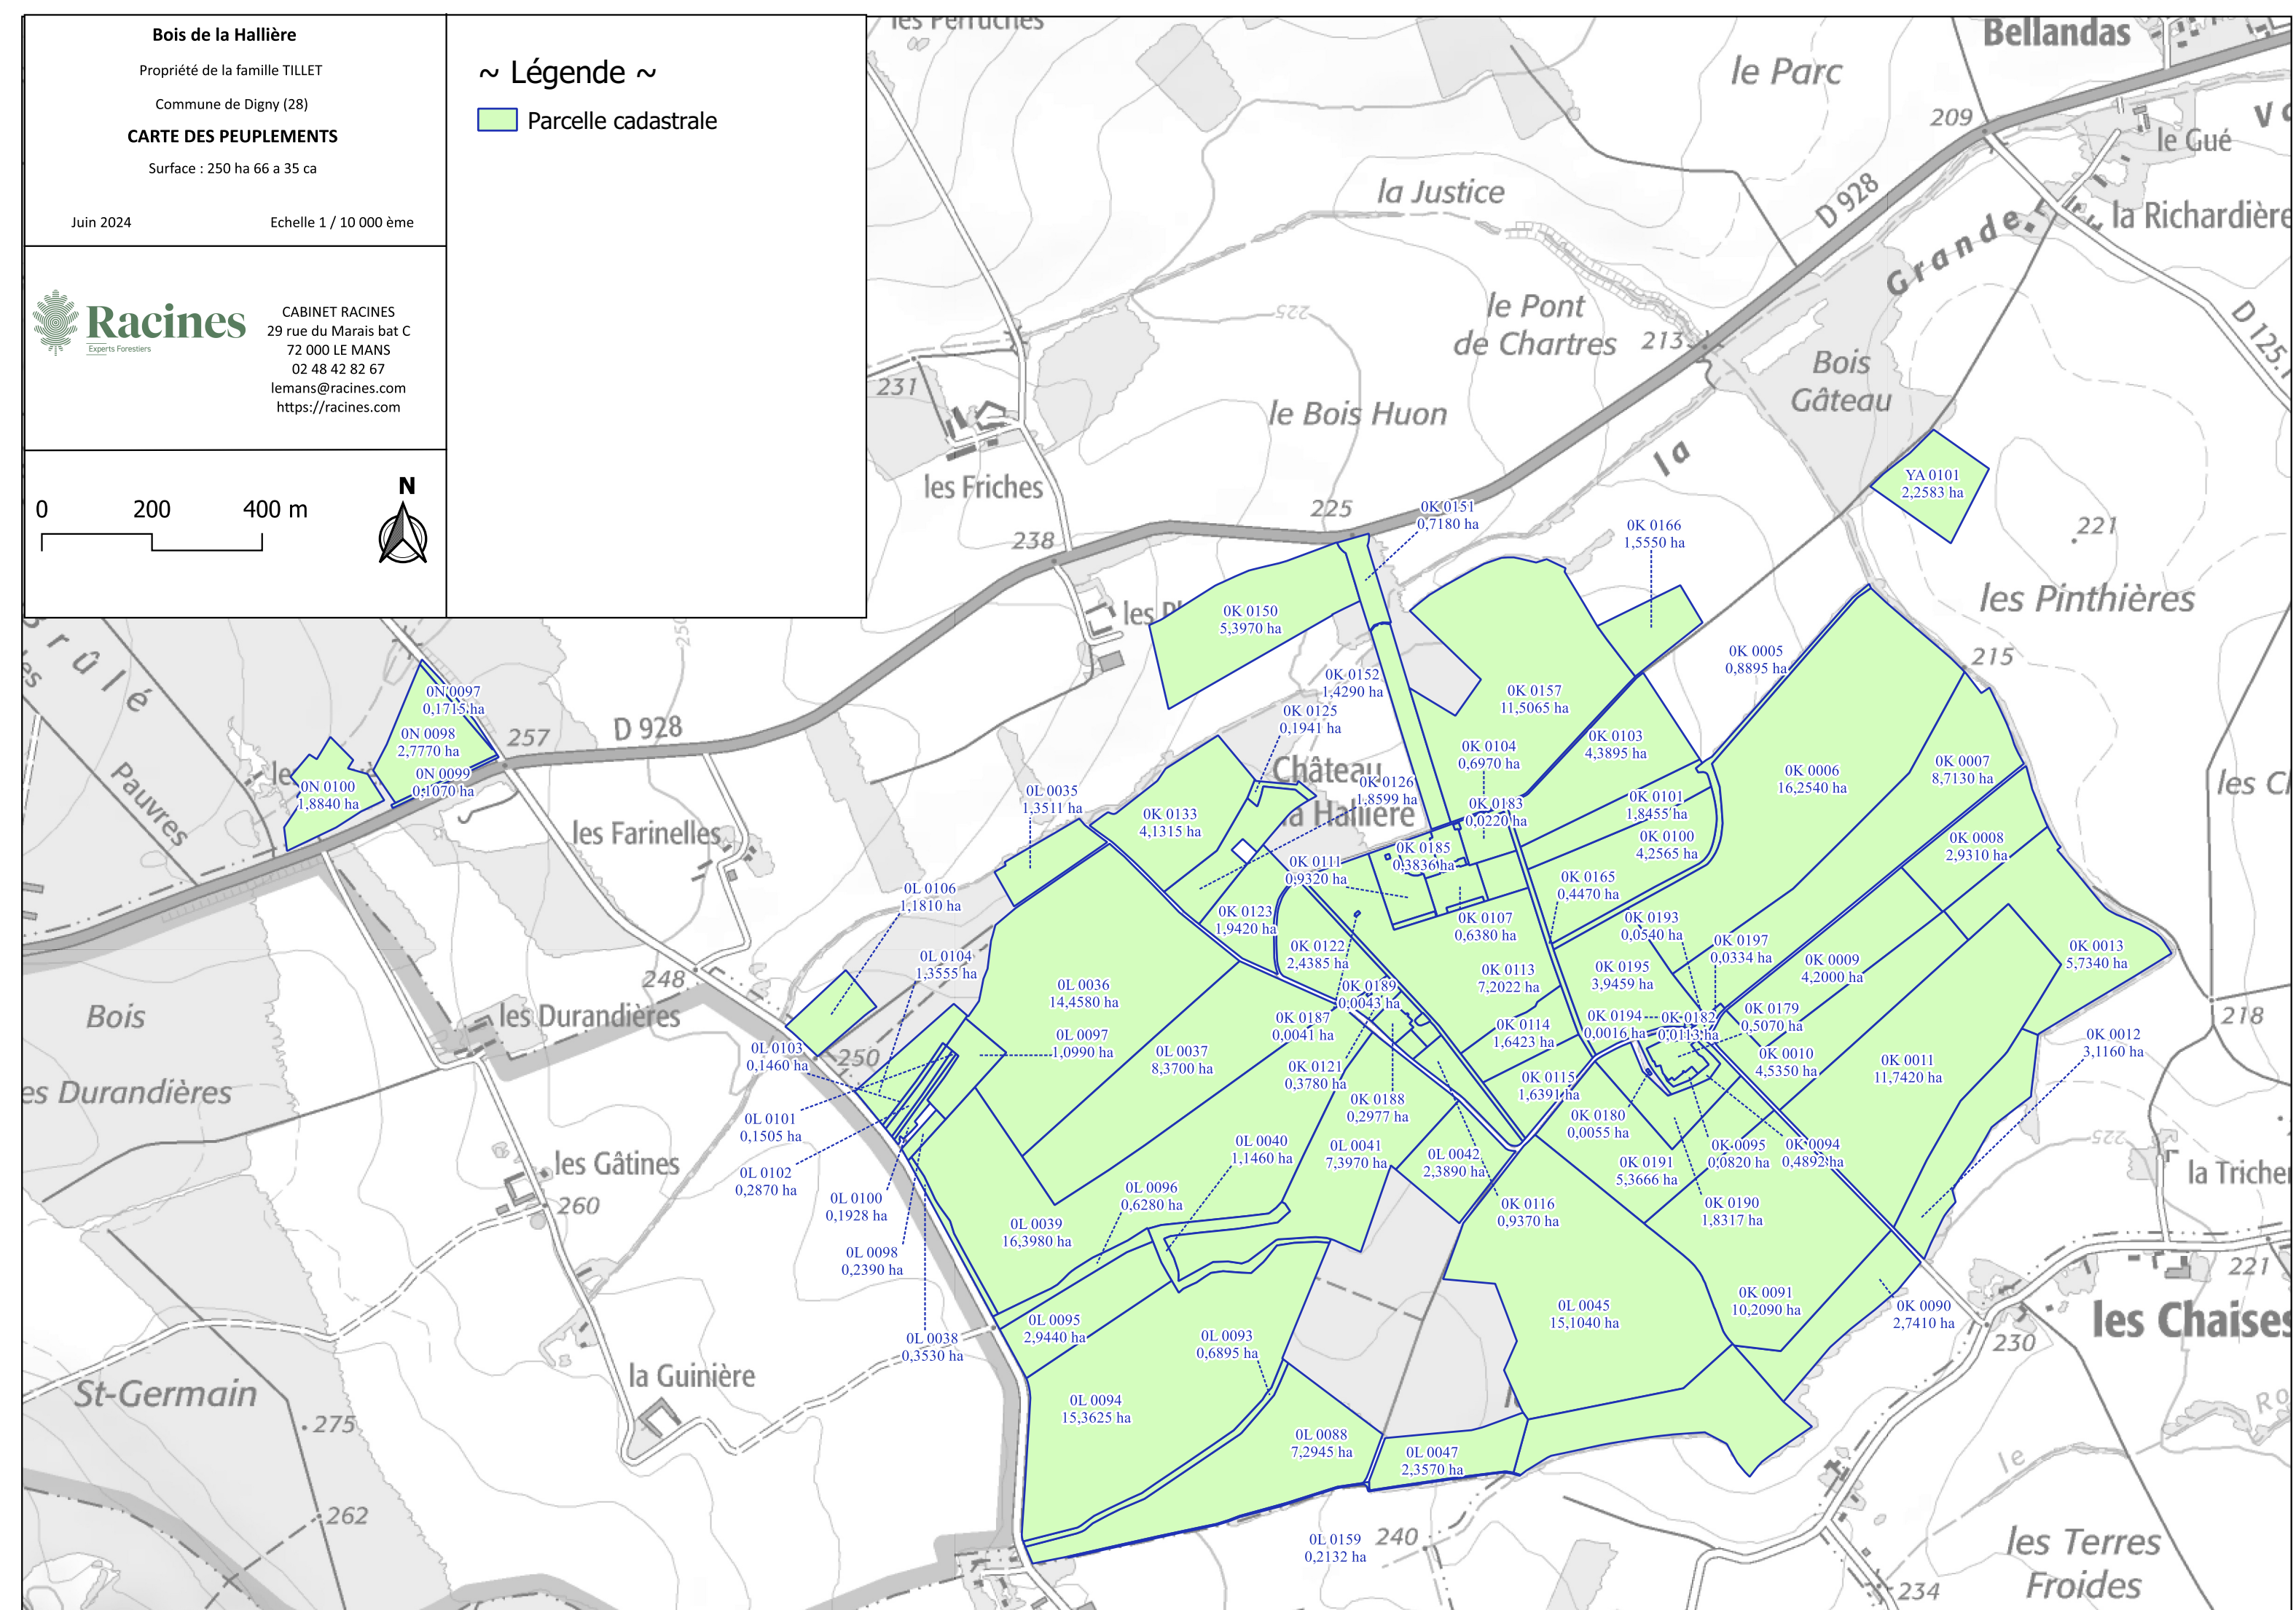 Bois de la Hallière
Propriété de la famille TILLET
Commune de Digny (28)
CARTE DES PEUPLEMENTS
Surface : 250 ha 66 a 35 ca
Juin 2024
Echelle 1 / 10 000 ème
Racines
Experts Forestiers
CABINET RACINES
29 rue du Marais bat C
72 000 LE MANS
02 48 42 82 67
lemans@racines.com
https://racines.com
0 200 400 m
N
~ Légende ~
Parcelle cadastrale
les Perruches
Bellandas
le Parc
209
le Gué
la Justice
D 928
la Richardière
Grande
le Pont
de Chartres
213
225
Bois
Gâteau
D 125.1
231
le Bois Huon
la
les Friches
225
238
221
les Pinthières
215
YA 0101
2,2583 ha
0K 0151
0,7180 ha
0K 0166
1,5550 ha
0K 0150
5,3970 ha
0K 0005
0,8895 ha
0K 0152
1,4290 ha
0K 0157
11,5065 ha
0K 0125
0,1941 ha
0K 0103
4,3895 ha
0K 0104
0,6970 ha
0K 0006
16,2540 ha
0K 0007
8,7130 ha
brûlé
Pauvres
0N 0097
0,1715 ha
0N 0098
2,7770 ha
0N 0099
0,1070 ha
0N 0100
1,8840 ha
257
D 928
250
les Farinelles
Château
la Hallière
0K 0126
1,8599 ha
0L 0035
1,3511 ha
0K 0133
4,1315 ha
0K 0183
0,0220 ha
0K 0101
1,8455 ha
0K 0100
4,2565 ha
0K 0008
2,9310 ha
0K 0185
0,3836 ha
0K 0111
0,9320 ha
0K 0165
0,4470 ha
0L 0106
1,1810 ha
0K 0123
1,9420 ha
0K 0107
0,6380 ha
0K 0193
0,0540 ha
0K 0197
0,0334 ha
0K 0122
2,4385 ha
0K 0013
5,7340 ha
0L 0104
1,3555 ha
0K 0009
4,2000 ha
0K 0195
3,9459 ha
0K 0113
7,2022 ha
248
0L 0036
14,4580 ha
0K 0189
0,0043 ha
0K 0187
0,0041 ha
0K 0194
0,0016 ha
0K 0182
0,0113 ha
0K 0179
0,5070 ha
218
Bois
les Durandières
0L 0103
0,1460 ha
250
0L 0097
1,0990 ha
0L 0037
8,3700 ha
0K 0114
1,6423 ha
0K 0012
3,1160 ha
0K 0010
4,5350 ha
0K 0011
11,7420 ha
0K 0121
0,3780 ha
0K 0115
1,6391 ha
es Durandières
0L 0101
0,1505 ha
0K 0188
0,2977 ha
0K 0180
0,0055 ha
0K 0095
0,0820 ha
0K 0094
0,4892 ha
225
la Tricher
0L 0102
0,2870 ha
0L 0040
1,1460 ha
0L 0041
7,3970 ha
0L 0042
2,3890 ha
0K 0191
5,3666 ha
les Gâtines
260
0L 0100
0,1928 ha
0L 0096
0,6280 ha
0K 0116
0,9370 ha
0K 0190
1,8317 ha
0L 0039
16,3980 ha
0L 0098
0,2390 ha
221
0L 0038
0,3530 ha
0L 0095
2,9440 ha
0L 0093
0,6895 ha
0L 0045
15,1040 ha
0K 0091
10,2090 ha
0K 0090
2,7410 ha
les Chaises
230
la Guinière
St-Germain
275
0L 0094
15,3625 ha
0L 0088
7,2945 ha
0L 0047
2,3570 ha
le
262
0L 0159
0,2132 ha
240
les Terres
Froides
234